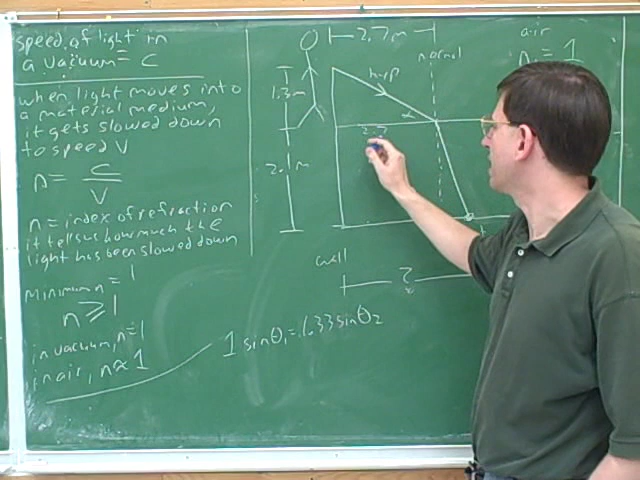 speed of light in
a vacuum = c
when light moves into
a material medium,
it gets slowed down
to speed v
n = c/v
n = index of refraction
it tells us how much the
light has been slowed down
Minimum n = 1
n ≥ 1
in vacuum, n=1
in air, n≈1
2.7m
normal
air
n = 1
1.3m
hyp
α
2.7
m
wall
?
x
1 sinθ₁ = 1.33 sinθ₂